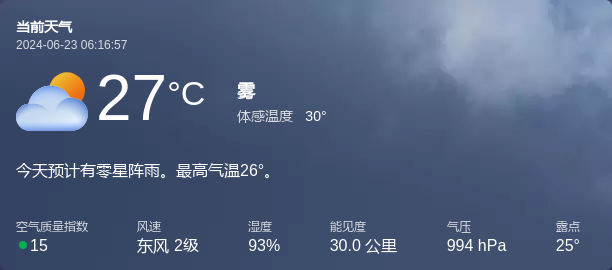 当前天气
2024-06-23 06:16:57
27°C
雾
体感温度 30°
今天预计有零星阵雨。最高气温26°。
空气质量指数 风速 湿度 能见度 气压 露点
15 东风 2级 93% 30.0 公里 994 hPa 25°